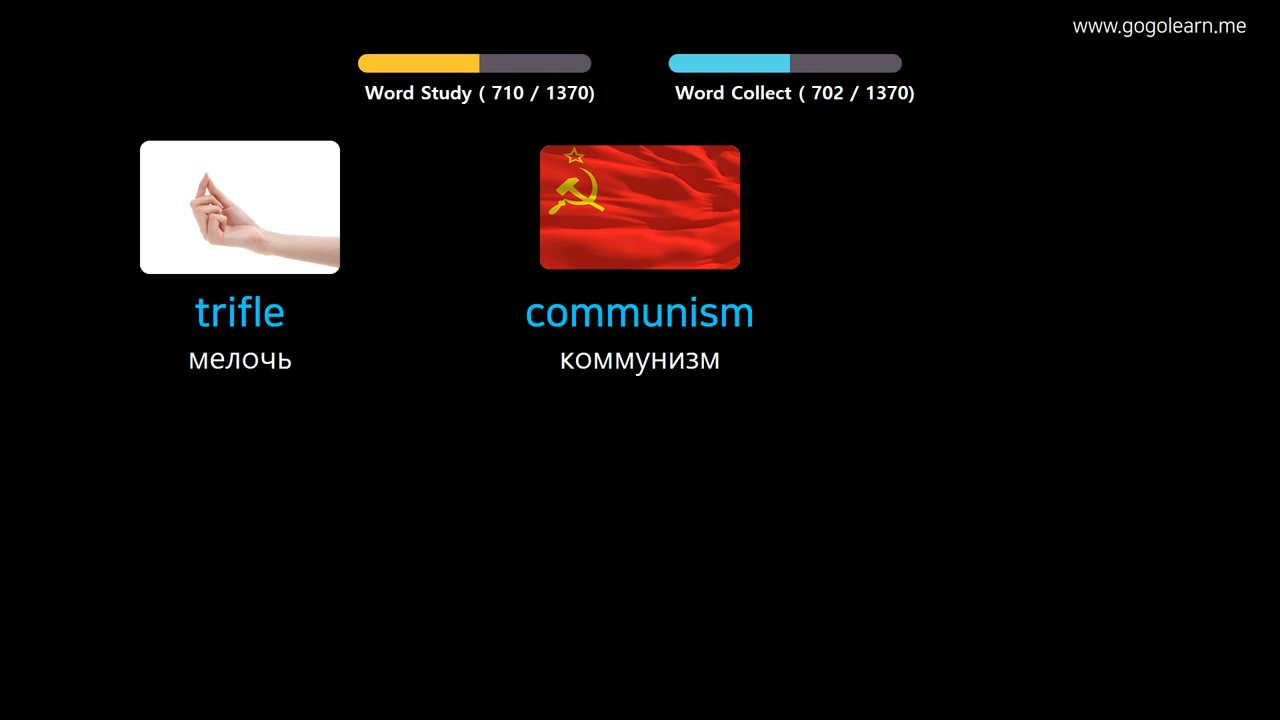 www.gogolearn.me
Word Study ( 710 / 1370)
Word Collect ( 702 / 1370)
trifle
мелочь
communism
коммунизм